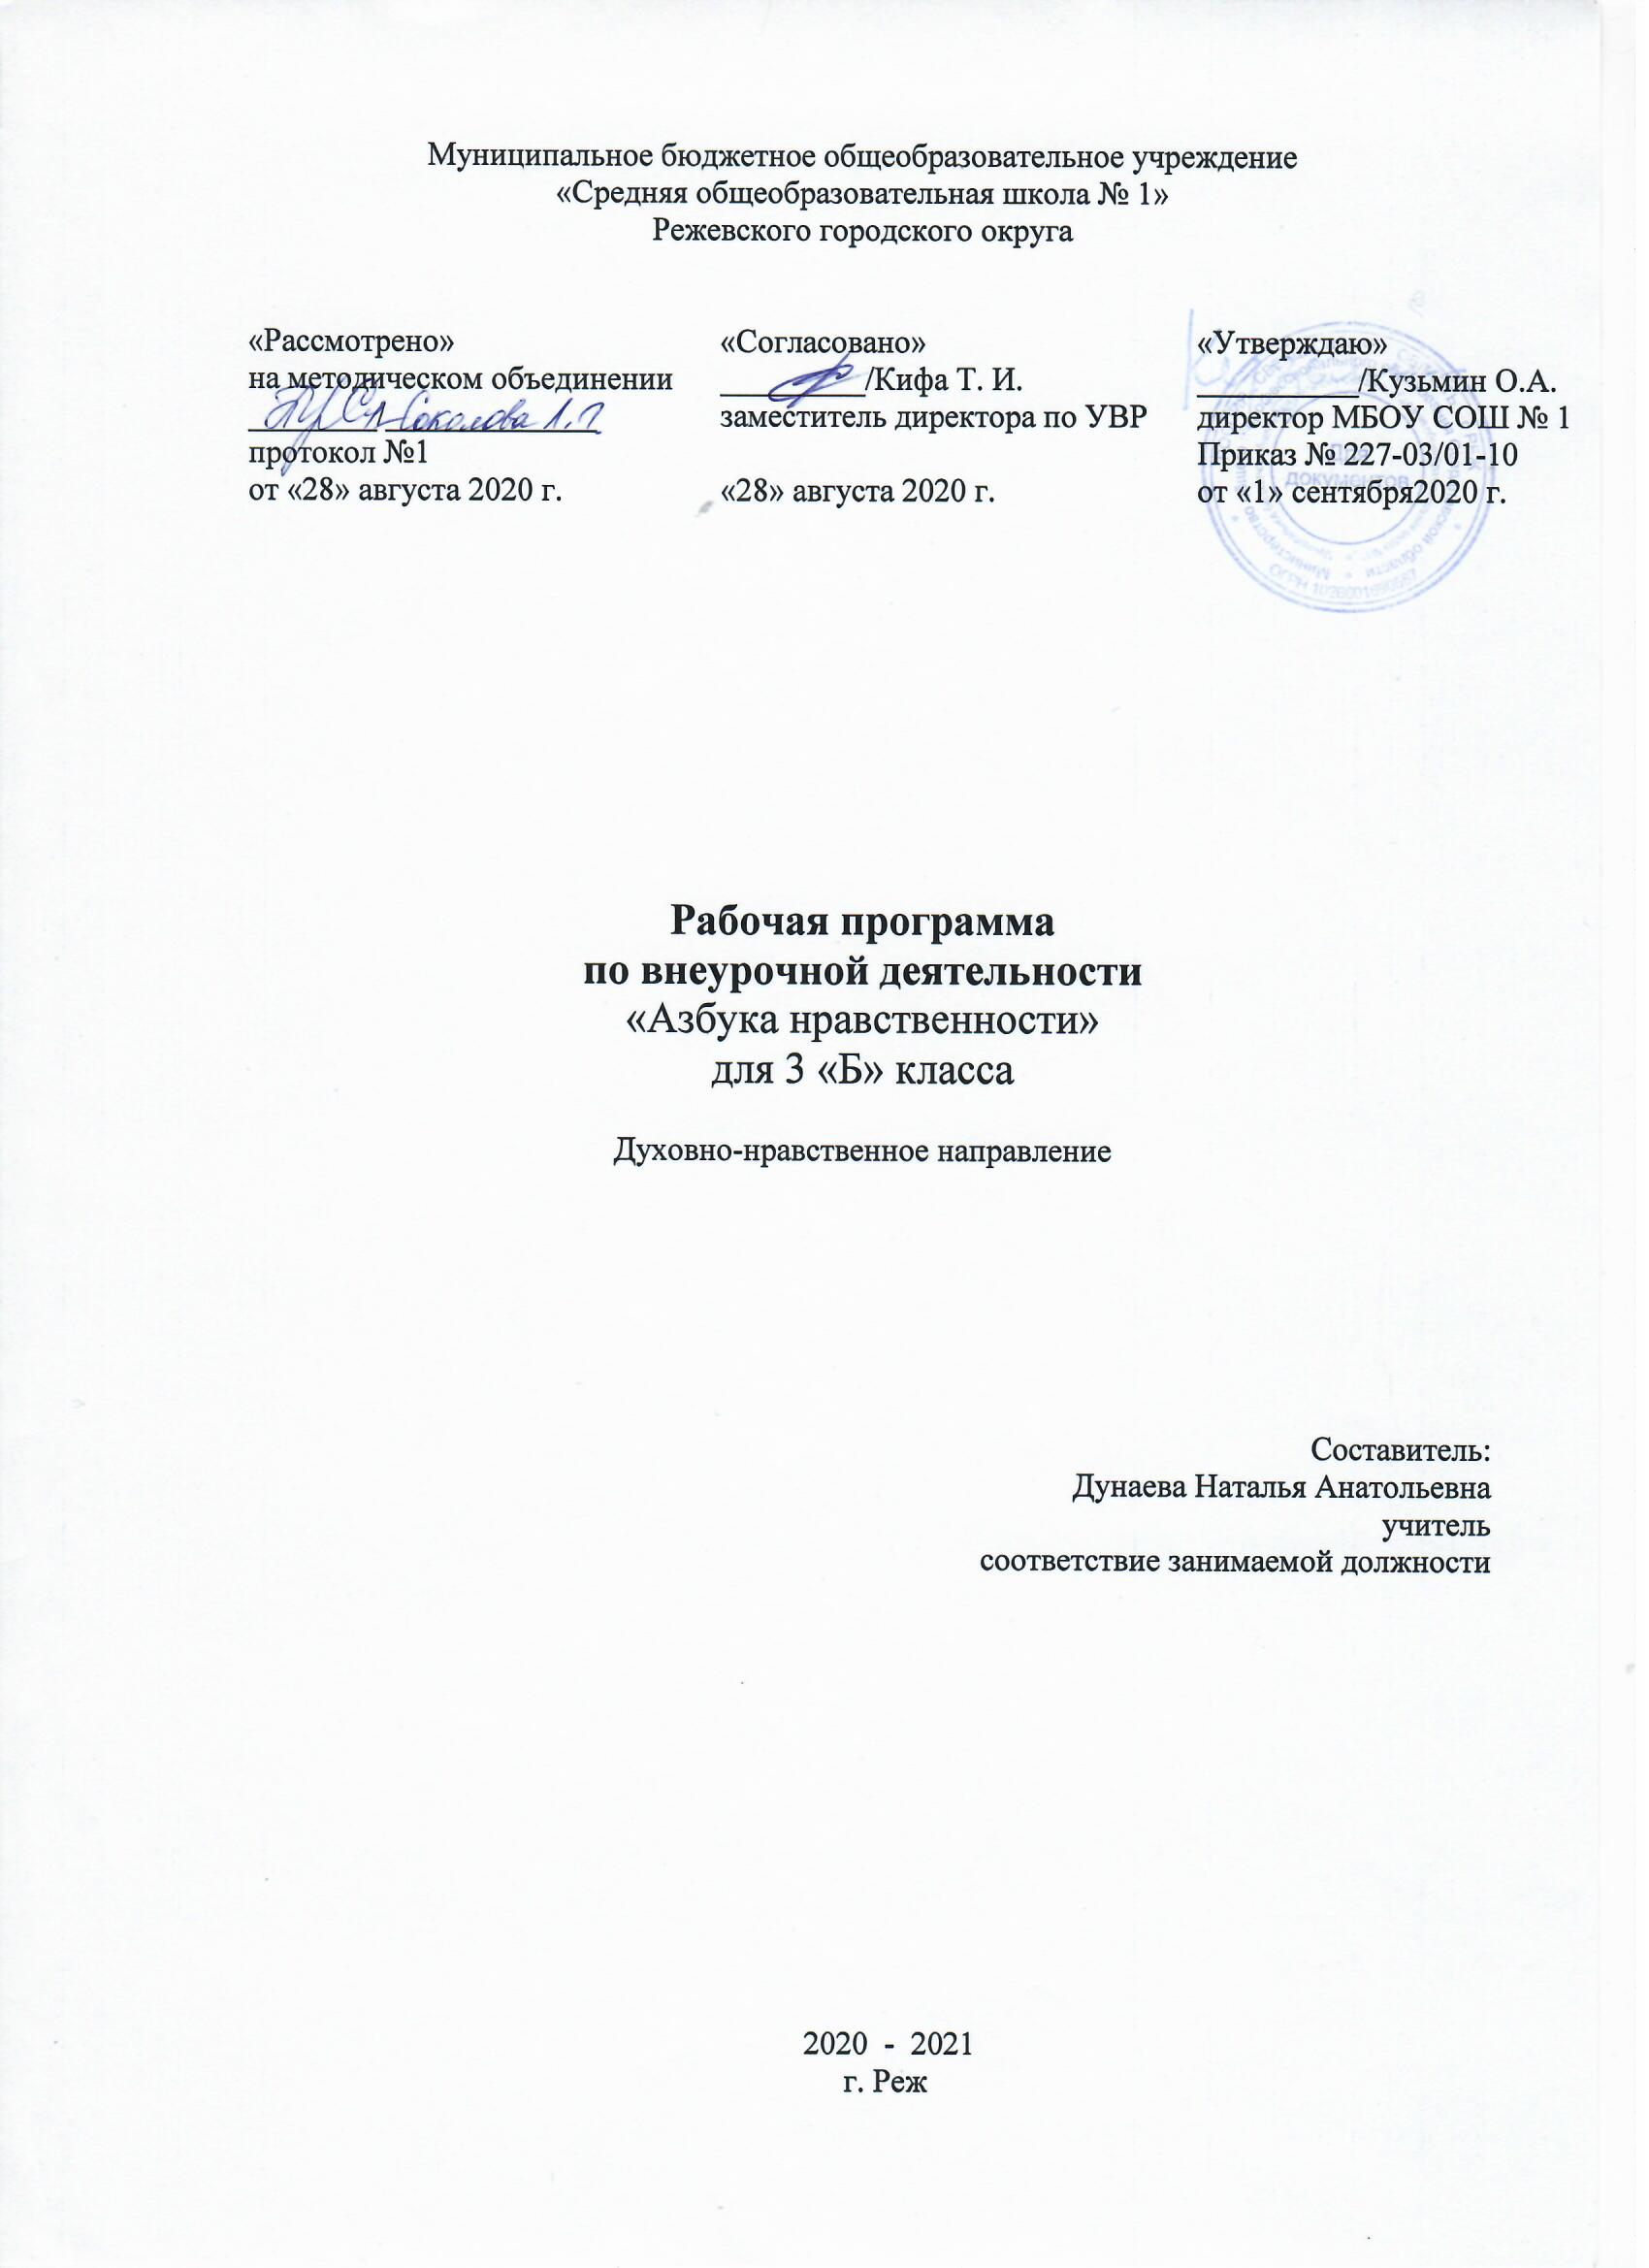 Муниципальное бюджетное общеобразовательное учреждение
«Средняя общеобразовательная школа № 1»
Режевского городского округа
«Рассмотрено»
на методическом объединении
Соколова Л.
протокол №1
от «28» августа 2020 г.
«Согласовано»
/Кифа Т. И.
заместитель директора по УВР
«28» августа 2020 г.
«Утверждаю»
/Кузьмин О.А.
директор МБОУ СОШ № 1
Приказ № 227-03/01-10
от «1» сентября2020 г.
Для
документов
Рабочая программа
по внеурочной деятельности
«Азбука нравственности»
для 3 «Б» класса
Духовно-нравственное направление
Составитель:
Дунаева Наталья Анатольевна
учитель
соответствие занимаемой должности
2020 - 2021
г. Реж